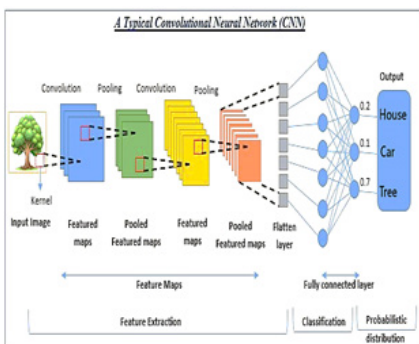 A Typical Convolutional Neural Network (CNN)
Convolution
Pooling
Convolution
Pooling
Output
0.2
House
0.1
Car
0.7
Tree
Kernel
Input Image
Featured
maps
Pooled
Featured maps
Featured
maps
Pooled
Featured maps
Flatten
layer
Feature Maps
Fully connected layer
Feature Extraction
Classification
Probabilistic
distribution